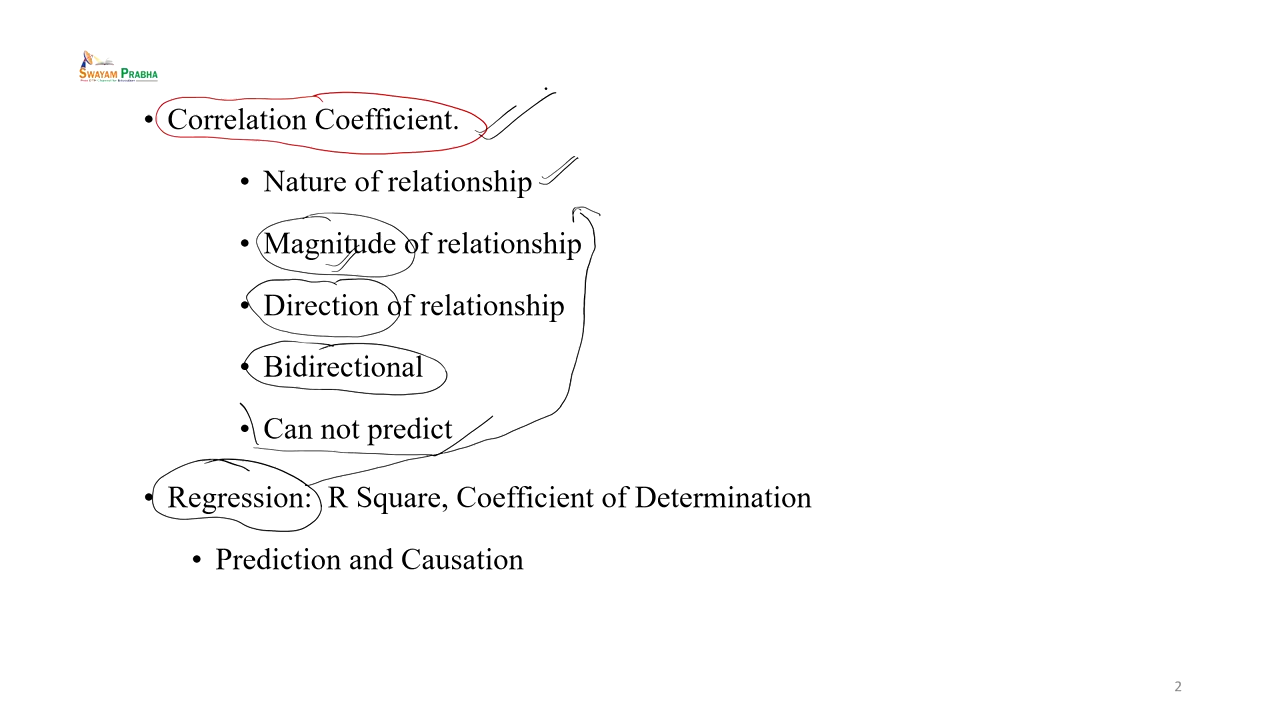 SWAYAM PRABHA
• Correlation Coefficient.
• Nature of relationship
• Magnitude of relationship
• Direction of relationship
• Bidirectional
• Can not predict
• Regression: R Square, Coefficient of Determination
• Prediction and Causation
2